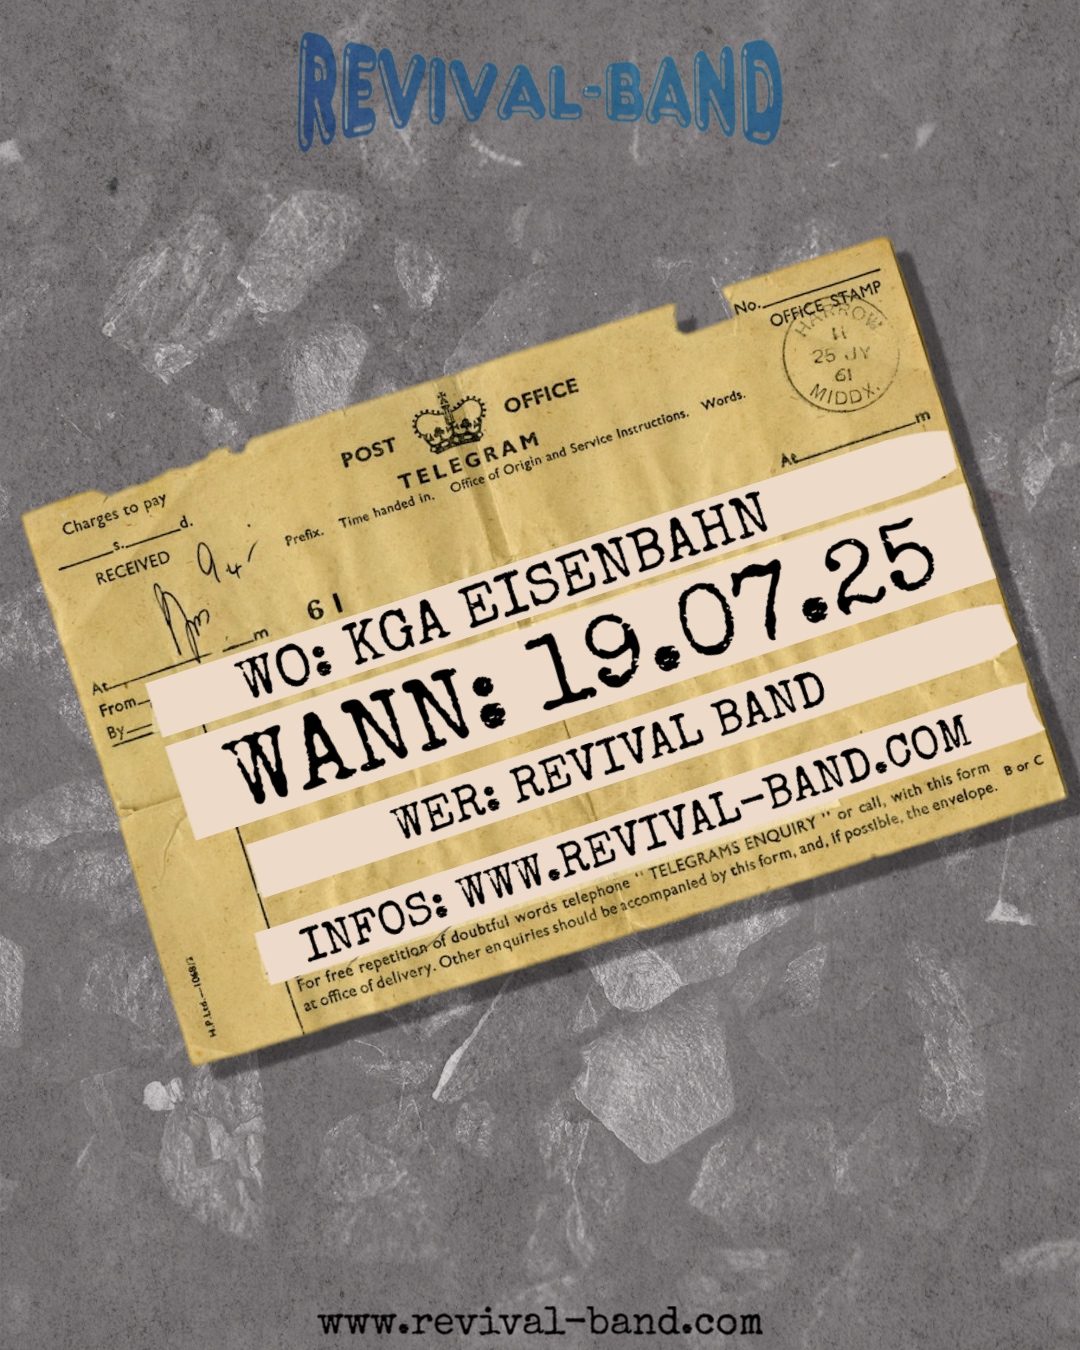 REVIVAL-BAND
No.
OFFICE STAMP
HARROW
25 JY
61
MIDDX.
POST OFFICE
TELEGRAM
Charges to pay
s. d.
RECEIVED
Prefix. Time handed in. Office of Origin and Service Instructions. Words.
At m
61
m
At
From
By
WO: KGA EISENBAHN
WANN: 19.07.25
WER: REVIVAL BAND
INFOS: WWW.REVIVAL-BAND.COM
For free repetition of doubtful words telephone " TELEGRAMS ENQUIRY " or call, with this form
at office of delivery. Other enquiries should be accompanied by this form, and, if possible, the envelope.
B or C
www.revival-band.com